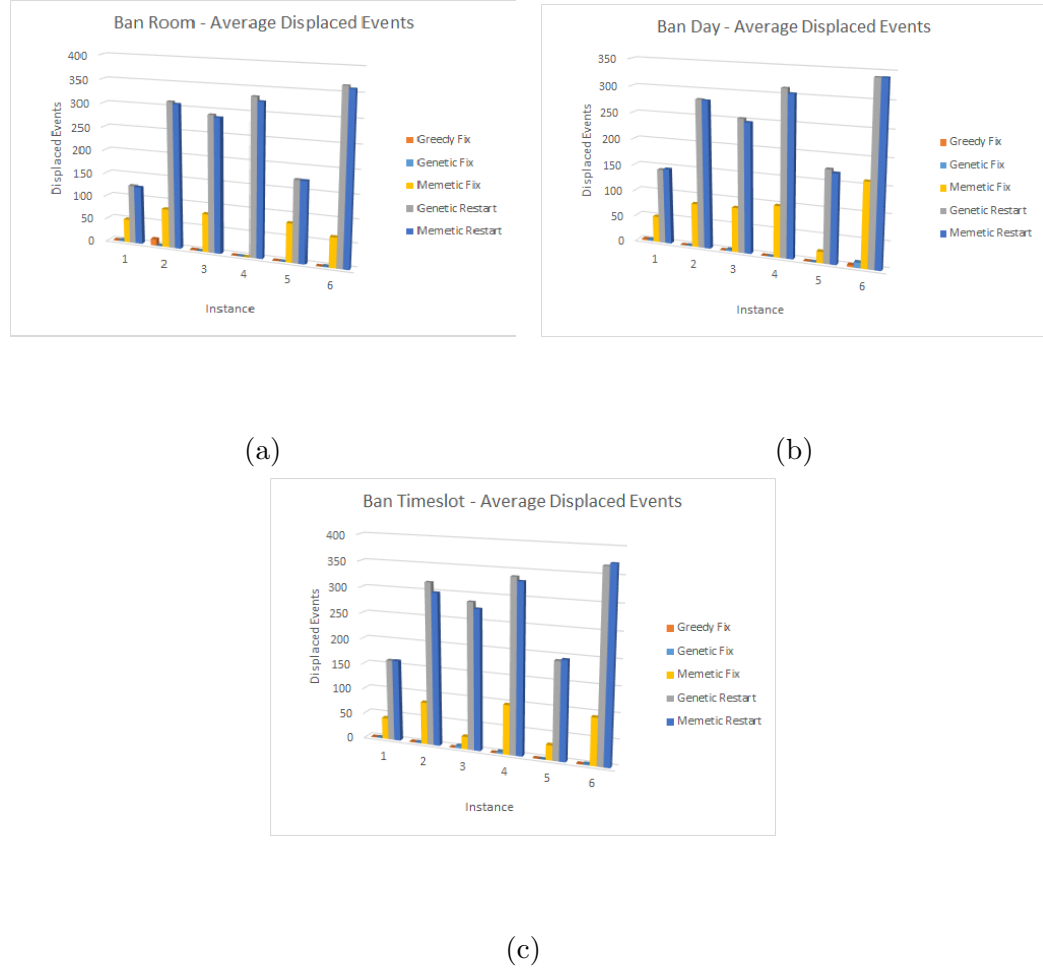 Ban Room - Average Displaced Events
400
350
300
250
200
150
100
50
0
Displaced Events
1 2 3 4 5 6
Instance
Greedy Fix
Genetic Fix
Memetic Fix
Genetic Restart
Memetic Restart
(a)
Ban Day - Average Displaced Events
350
300
250
200
150
100
50
0
Displaced Events
1 2 3 4 5 6
Instance
Greedy Fix
Genetic Fix
Memetic Fix
Genetic Restart
Memetic Restart
(b)
Ban Timeslot - Average Displaced Events
400
350
300
250
200
150
100
50
0
Displaced Events
1 2 3 4 5 6
Instance
Greedy Fix
Genetic Fix
Memetic Fix
Genetic Restart
Memetic Restart
(c)